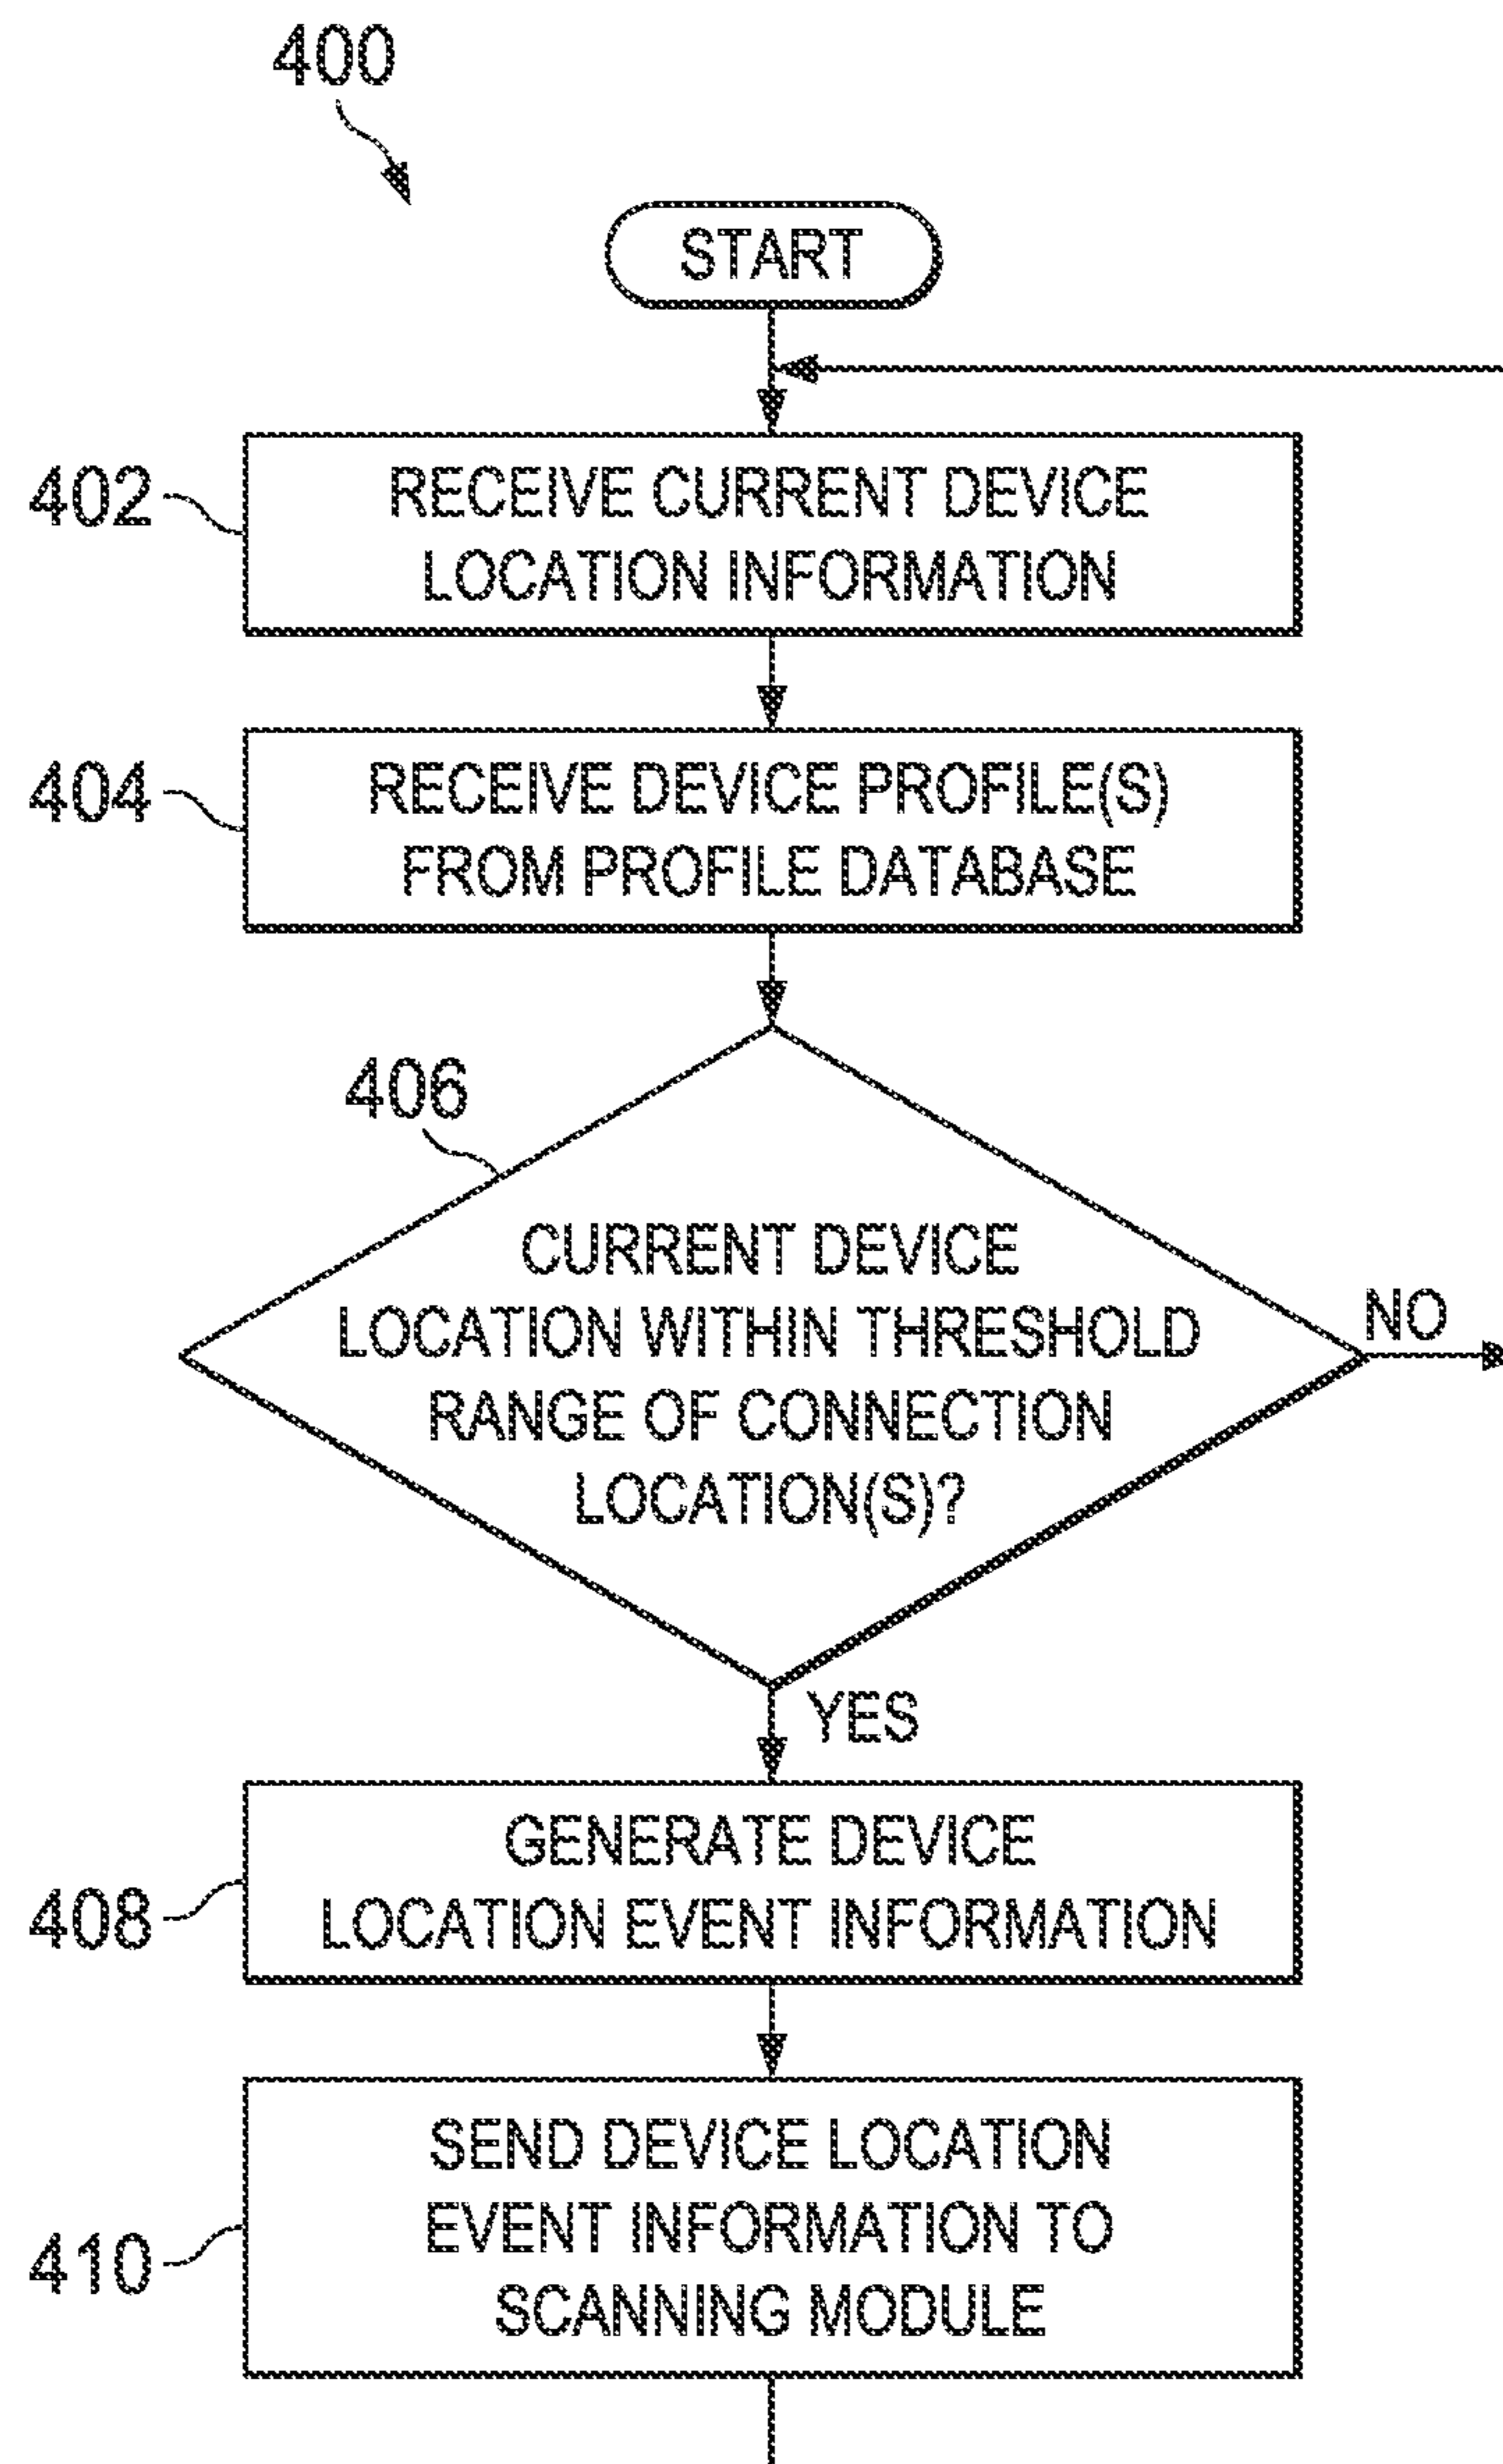 400
START
402
RECEIVE CURRENT DEVICE
LOCATION INFORMATION
404
RECEIVE DEVICE PROFILE(S)
FROM PROFILE DATABASE
406
CURRENT DEVICE
LOCATION WITHIN THRESHOLD
RANGE OF CONNECTION
LOCATION(S)?
NO
YES
408
GENERATE DEVICE
LOCATION EVENT INFORMATION
410
SEND DEVICE LOCATION
EVENT INFORMATION TO
SCANNING MODULE